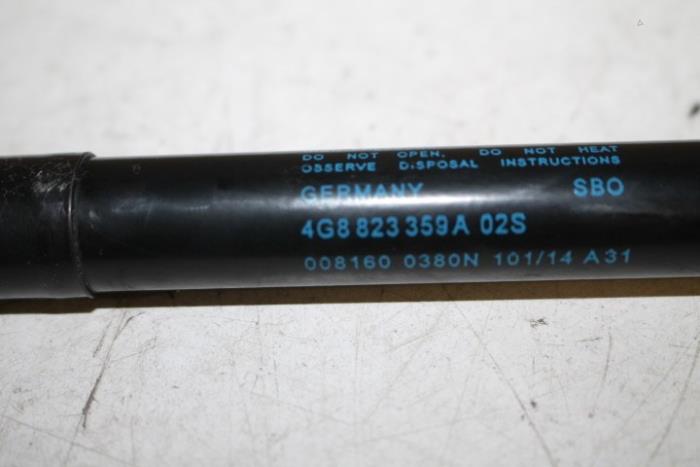 DO NOT OPEN. DO NOT HEAT
OBSERVE DISPOSAL INSTRUCTIONS
GERMANY SBO
4G8 823 359 A 02S
008160 0380N 101/14 A31